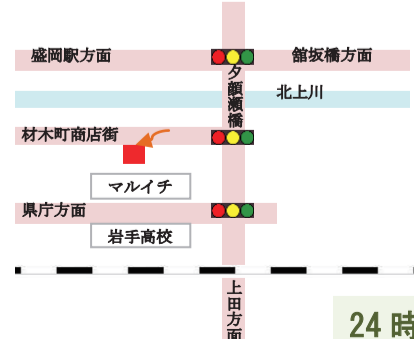 盛岡駅方面
舘坂橋方面
夕顔瀬橋
北上川
材木町商店街
マルイチ
県庁方面
岩手高校
上田方面
24 時